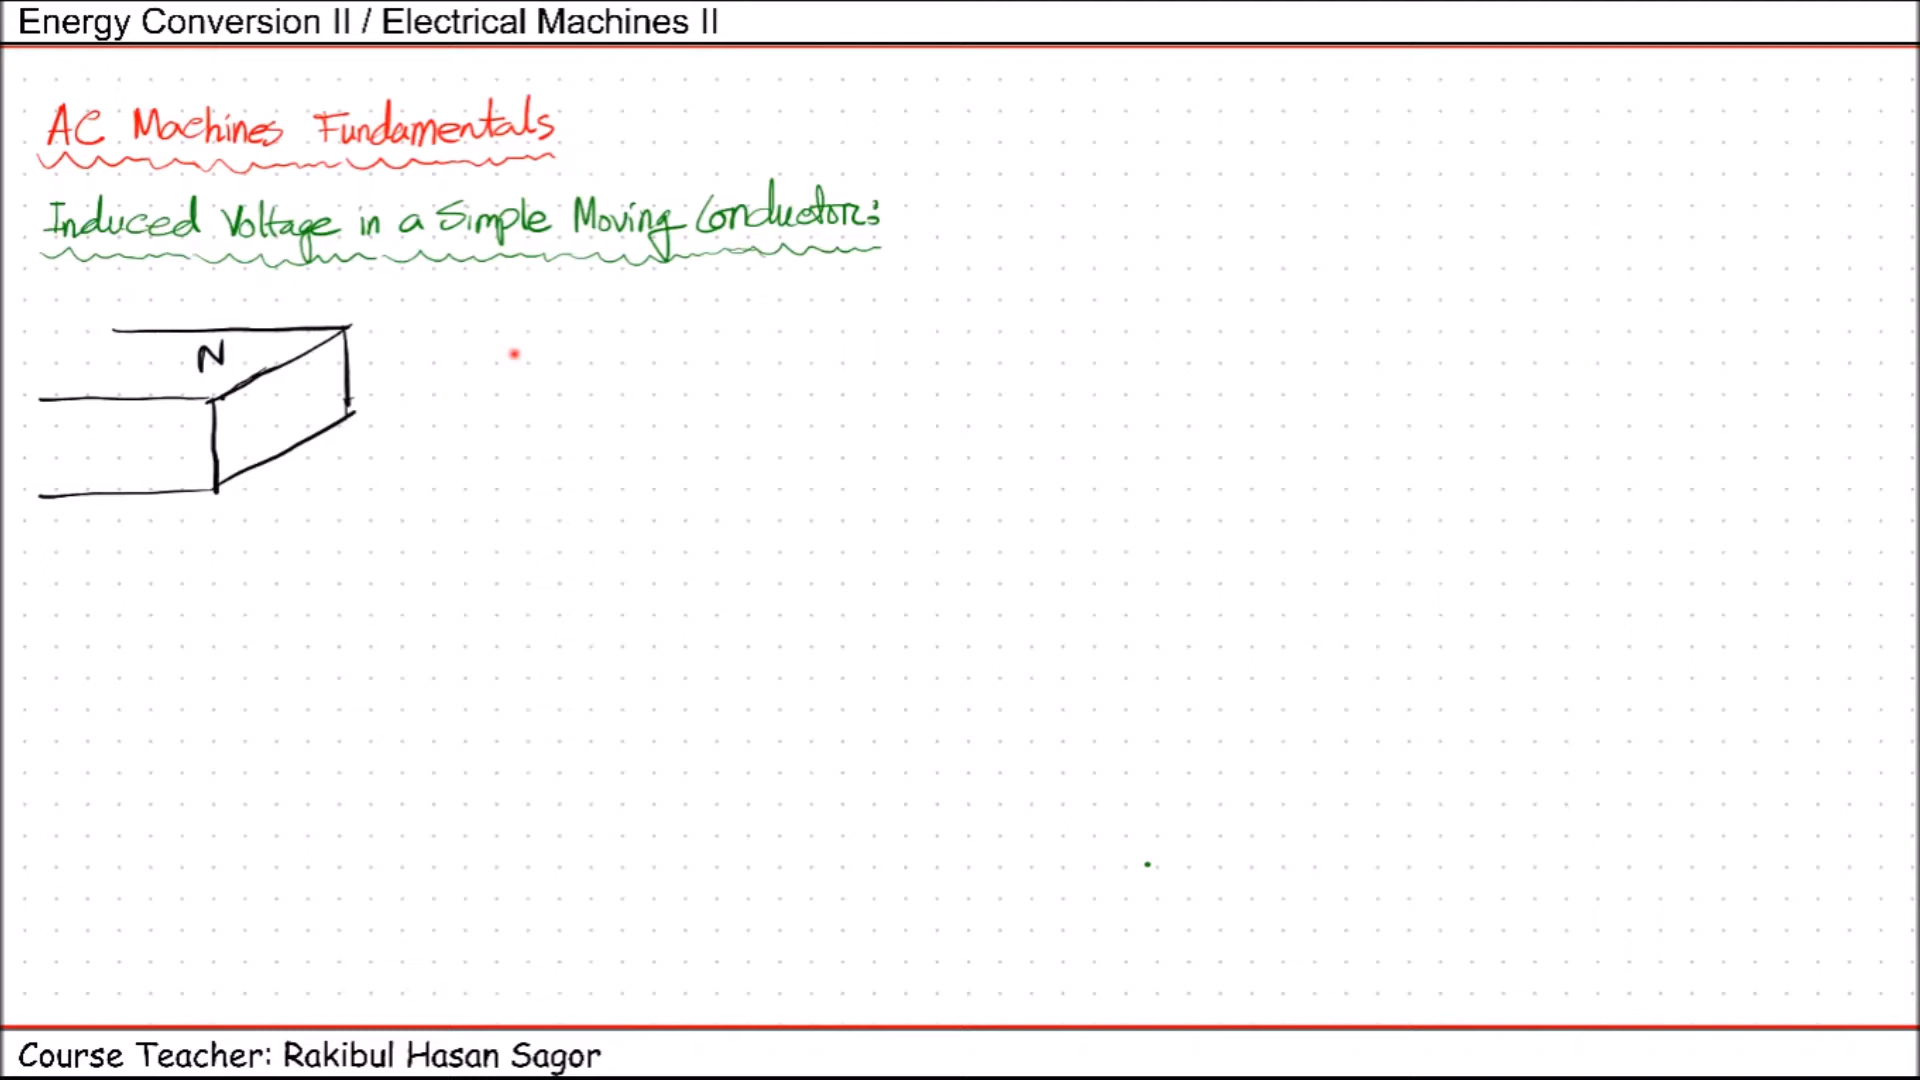 Energy Conversion II / Electrical Machines II
AC Machines Fundamentals
Induced Voltage in a Simple Moving Conductor:
N
Course Teacher: Rakibul Hasan Sagor